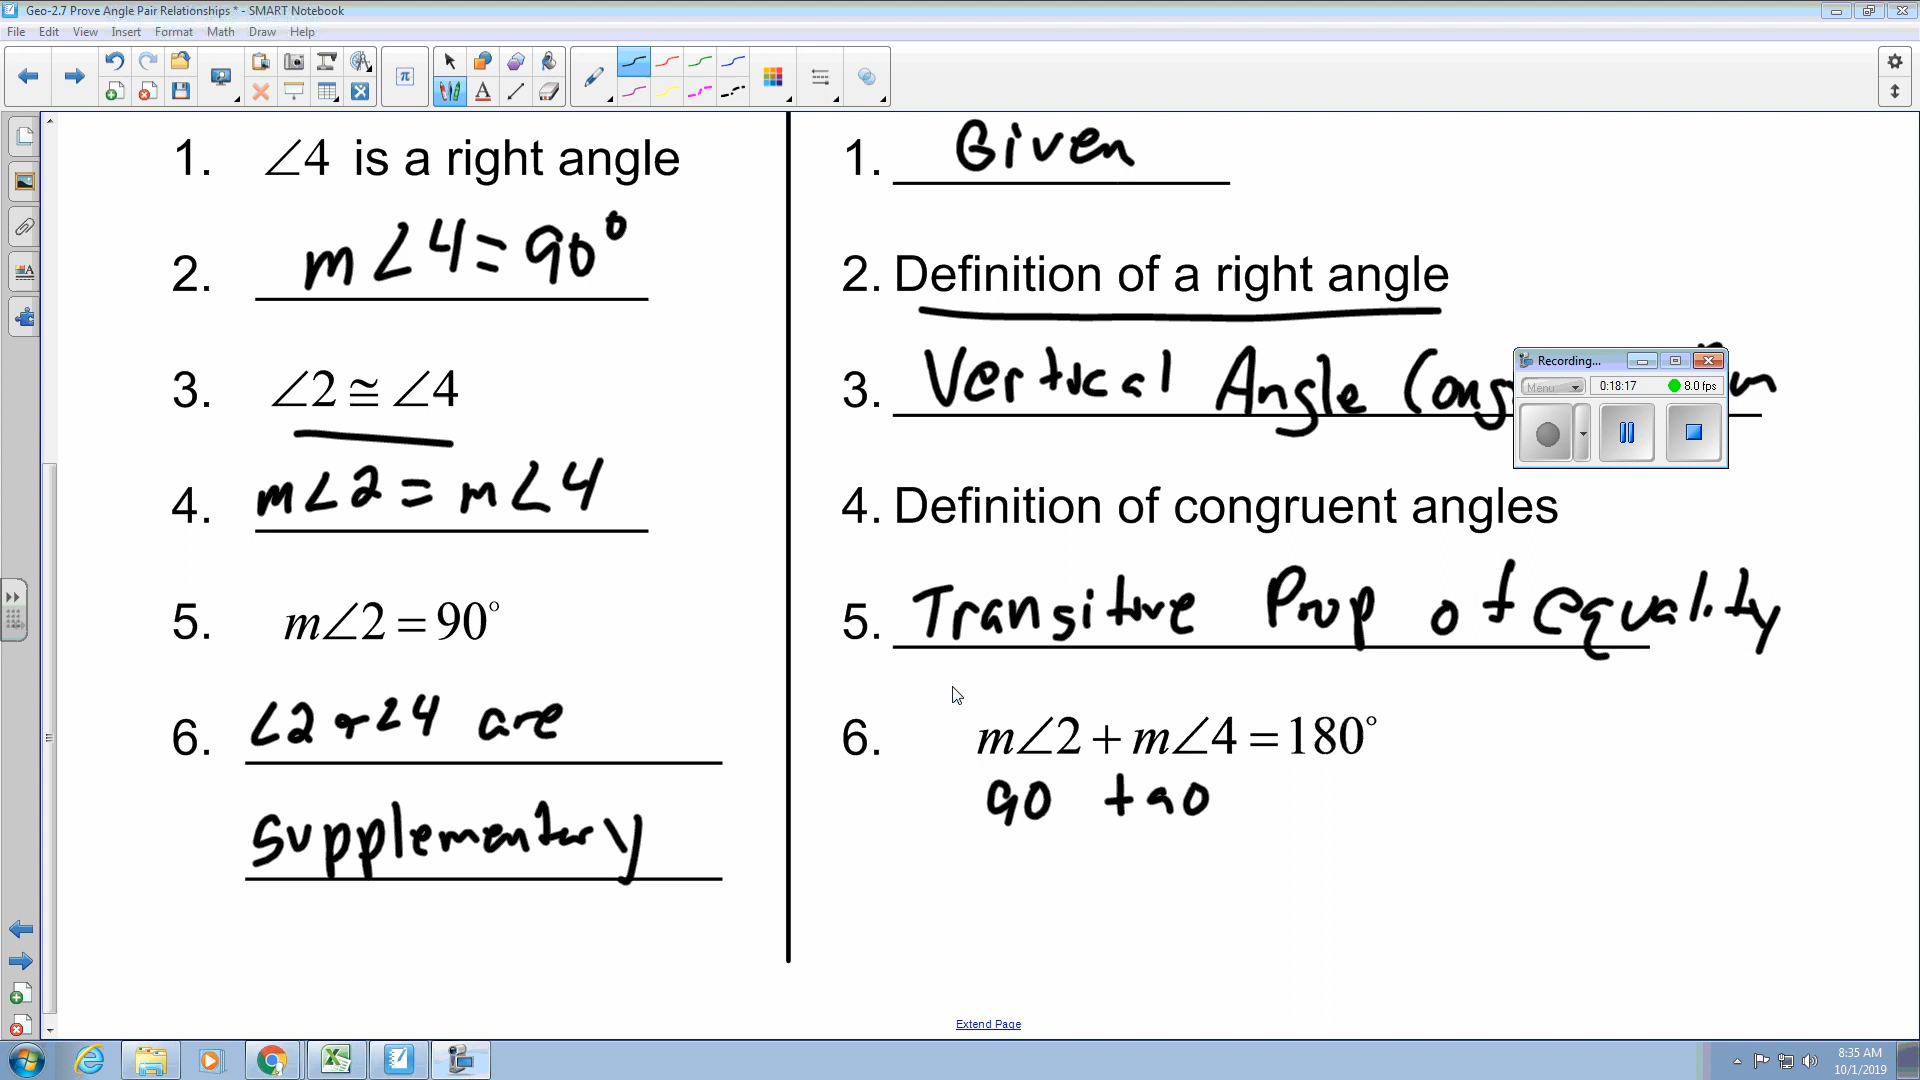 Geo-2.7 Prove Angle Pair Relationships * - SMART Notebook
File Edit View Insert Format Math Draw Help
1. ∠4 is a right angle
1. Given
2. m∠4=90°
2. Definition of a right angle
3. ∠2 ≅ ∠4
3. Vertical Angle
Recording...
Menu
0:18:17
8.0 fps
4. m∠2 = m∠4
4. Definition of congruent angles
5. m∠2 = 90°
5. Transitive Prop of equality
6. ∠2 + ∠4 are
supplementary
6. m∠2 + m∠4 = 180°
90 + 90
Extend Page
8:35 AM
10/1/2019